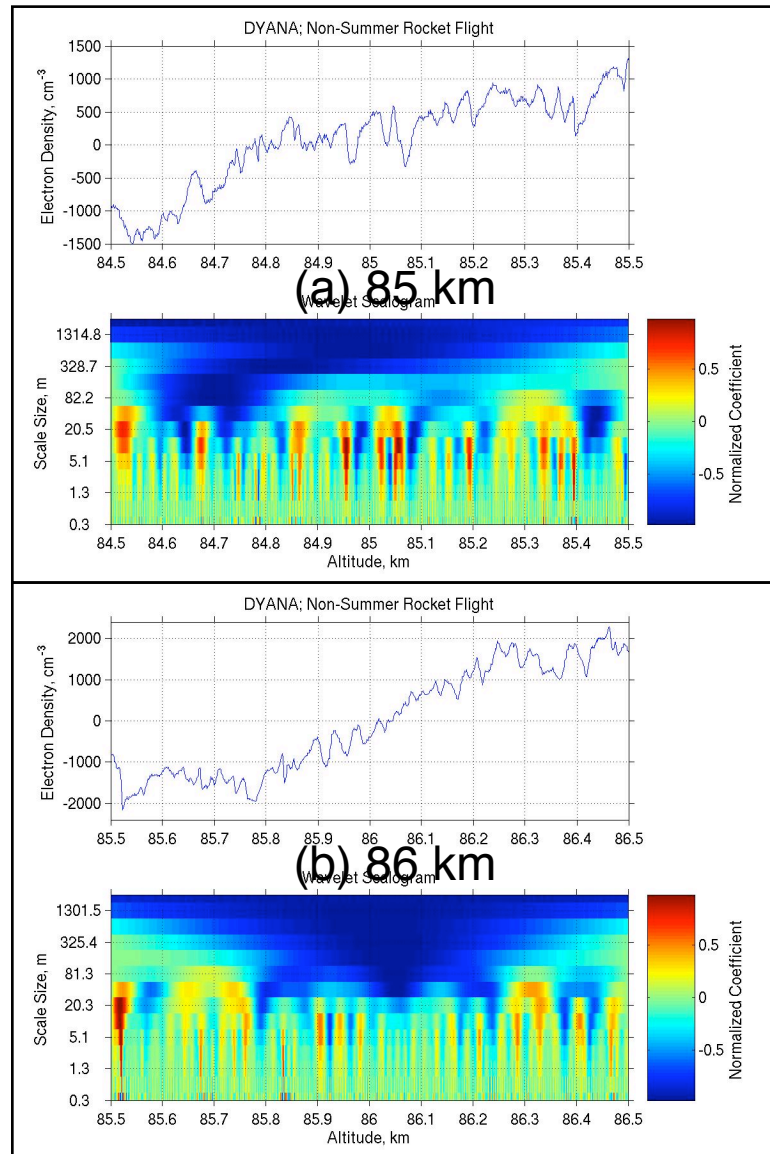 DYANA; Non-Summer Rocket Flight
Electron Density, cm⁻³
1500
1000
500
0
-500
-1000
-1500
84.5 84.6 84.7 84.8 84.9 85 85.1 85.2 85.3 85.4 85.5
(a) 85 km
Wavelet Scalogram
Scale Size, m
1314.8
328.7
82.2
20.5
5.1
1.3
0.3
84.5 84.6 84.7 84.8 84.9 85 85.1 85.2 85.3 85.4 85.5
Altitude, km
0.5
0
-0.5
Normalized Coefficient
DYANA; Non-Summer Rocket Flight
Electron Density, cm⁻³
2000
1000
0
-1000
-2000
85.5 85.6 85.7 85.8 85.9 86 86.1 86.2 86.3 86.4 86.5
(b) 86 km
Wavelet Scalogram
Scale Size, m
1301.5
325.4
81.3
20.3
5.1
1.3
0.3
85.5 85.6 85.7 85.8 85.9 86 86.1 86.2 86.3 86.4 86.5
Altitude, km
0.5
0
-0.5
Normalized Coefficient